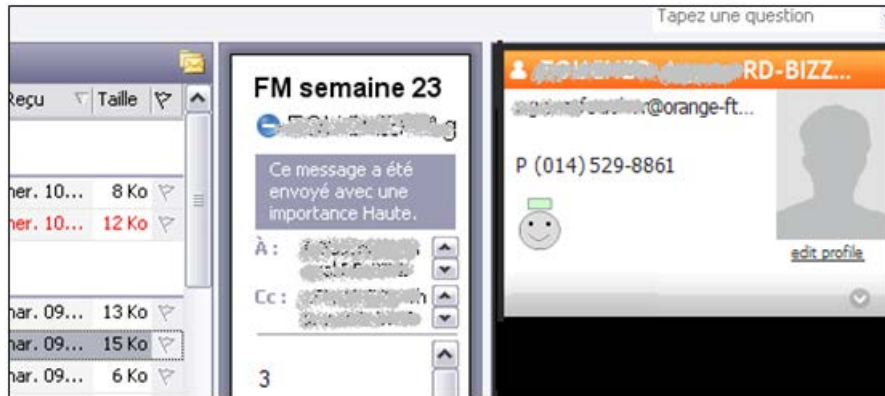 Tapez une question
Reçu Taille
mer. 10... 8 Ko
mer. 10... 12 Ko
mar. 09... 13 Ko
mar. 09... 15 Ko
mar. 09... 6 Ko
FM semaine 23
Ce message a été
envoyé avec une
importance Haute.
À :
Cc :
3
RD-BIZZ...
@orange-ft...
P (014) 529-8861
edit profile